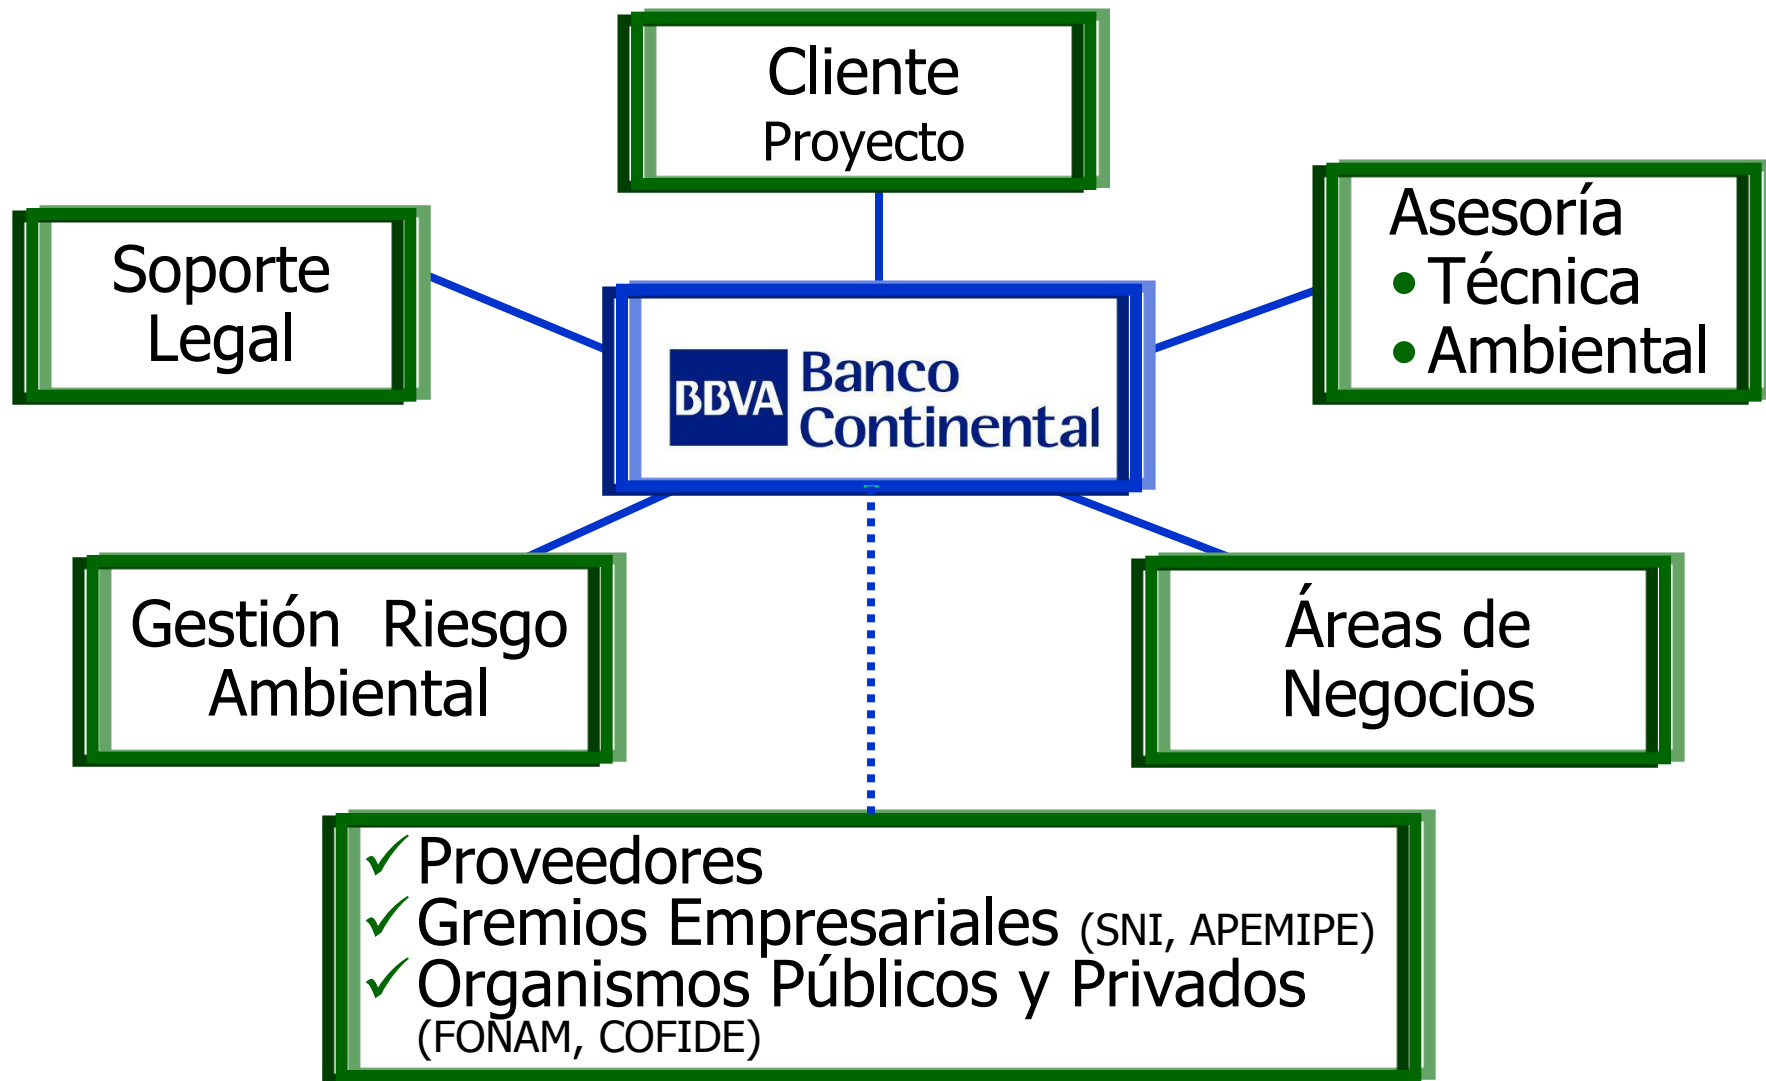 Cliente
Proyecto
Soporte
Legal
Asesoría
• Técnica
• Ambiental
BBVA Banco
Continental
Gestión Riesgo
Ambiental
Áreas de
Negocios
✓ Proveedores
✓ Gremios Empresariales (SNI, APEMIPE)
✓ Organismos Públicos y Privados
(FONAM, COFIDE)